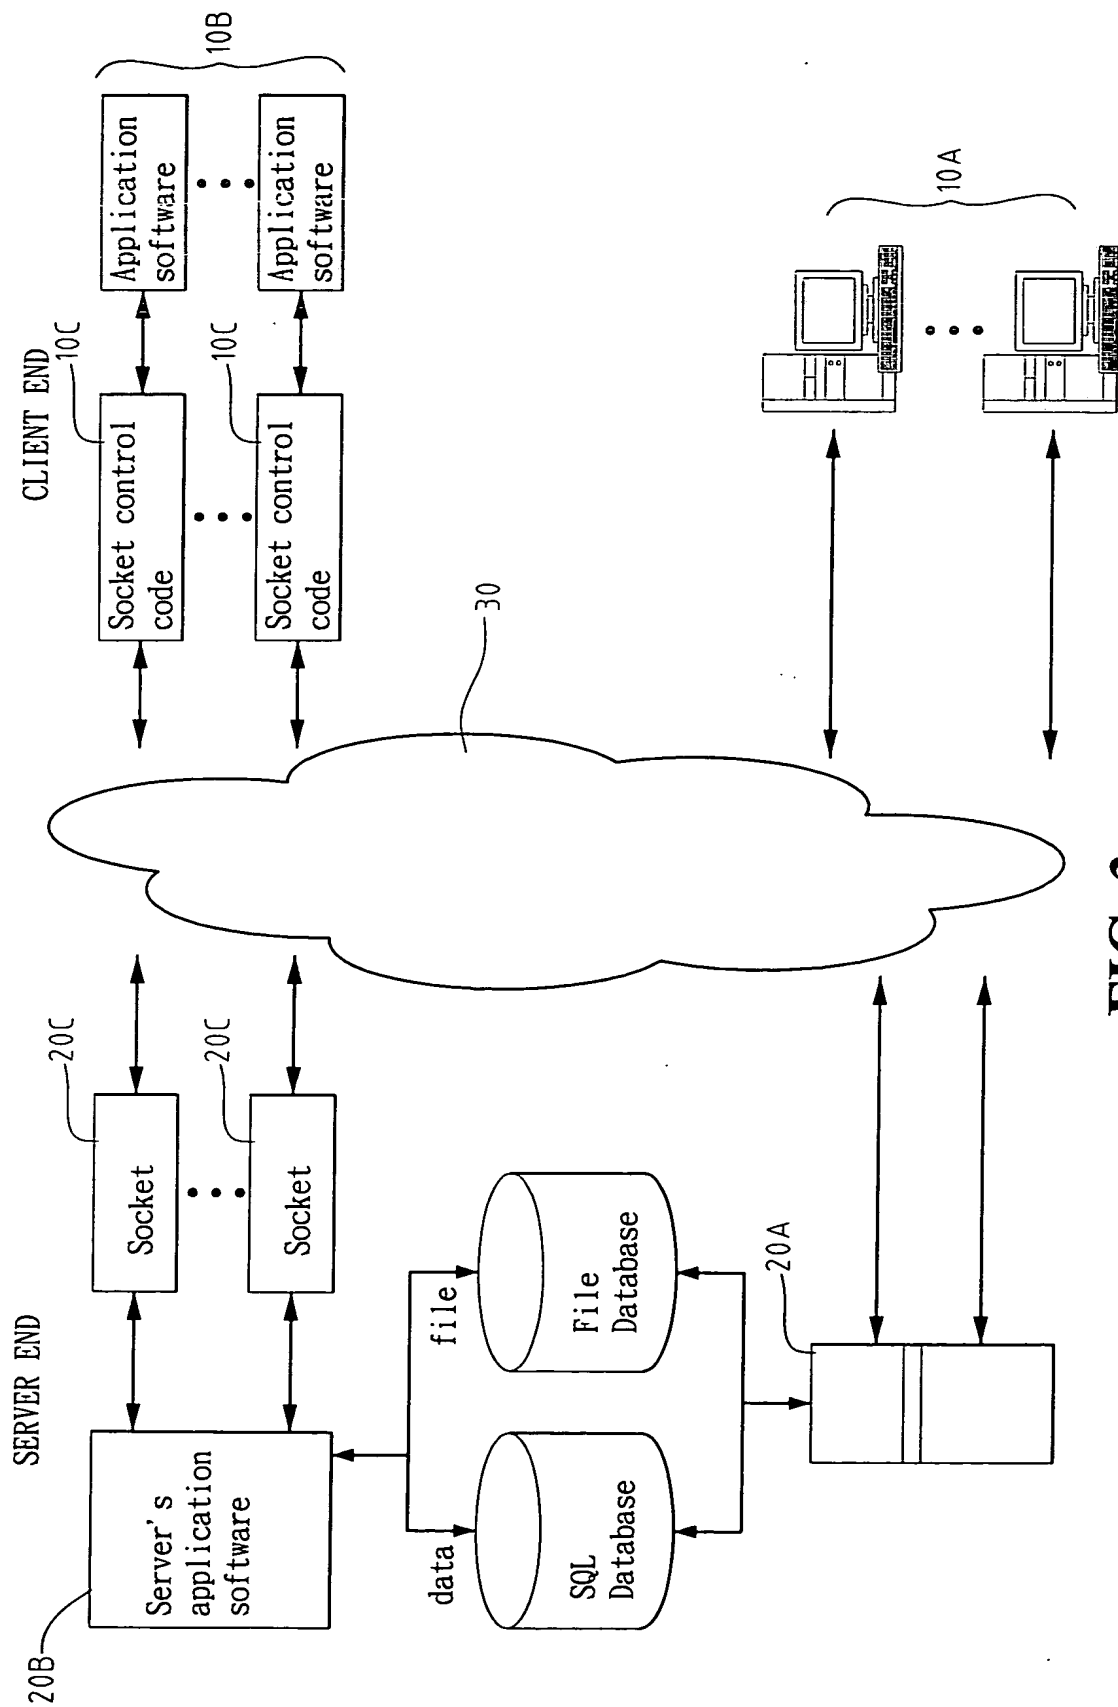 SERVER END
CLIENT END
20B
Server's
application
software
20C
Socket
20C
Socket
10C
Socket control
code
10C
Socket control
code
Application
software
Application
software
10B
30
data
file
SQL
Database
File
Database
20A
10A
FIG.